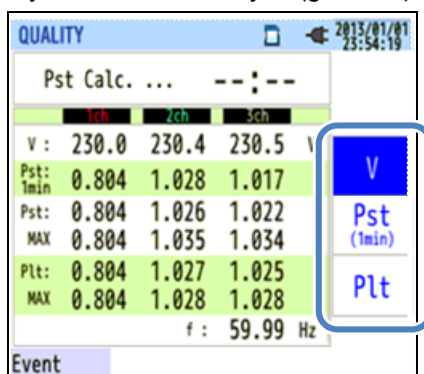 QUALITY 2013/01/01
23:54:19
Pst Calc. ... --:--
1ch 2ch 3ch
V : 230.0 230.4 230.5 V
Pst: 1min 0.804 1.028 1.017
Pst: 0.804 1.026 1.022
MAX 0.804 1.035 1.034
Plt: 0.804 1.027 1.025
MAX 0.804 1.028 1.028
f : 59.99 Hz
Event
V
Pst
(1min)
Plt